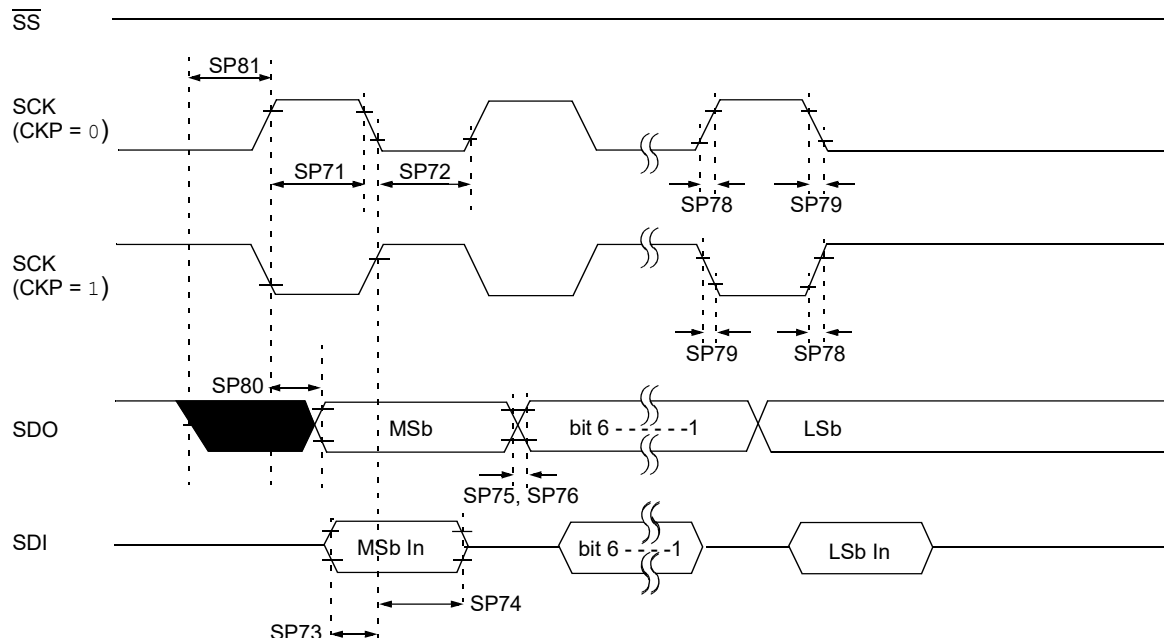 SS
SP81
SCK
(CKP = 0)
SP71
SP72
SP78
SP79
SCK
(CKP = 1)
SP79
SP78
SP80
SDO
MSb
bit 6 - - - - - -1
LSb
SP75, SP76
SDI
MSb In
bit 6 - - - -1
LSb In
SP74
SP73